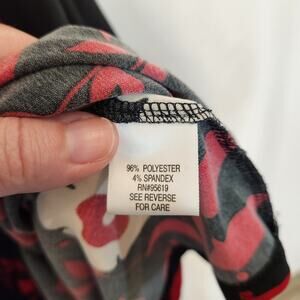 96% POLYESTER
4% SPANDEX
RN#95619
SEE REVERSE
FOR CARE